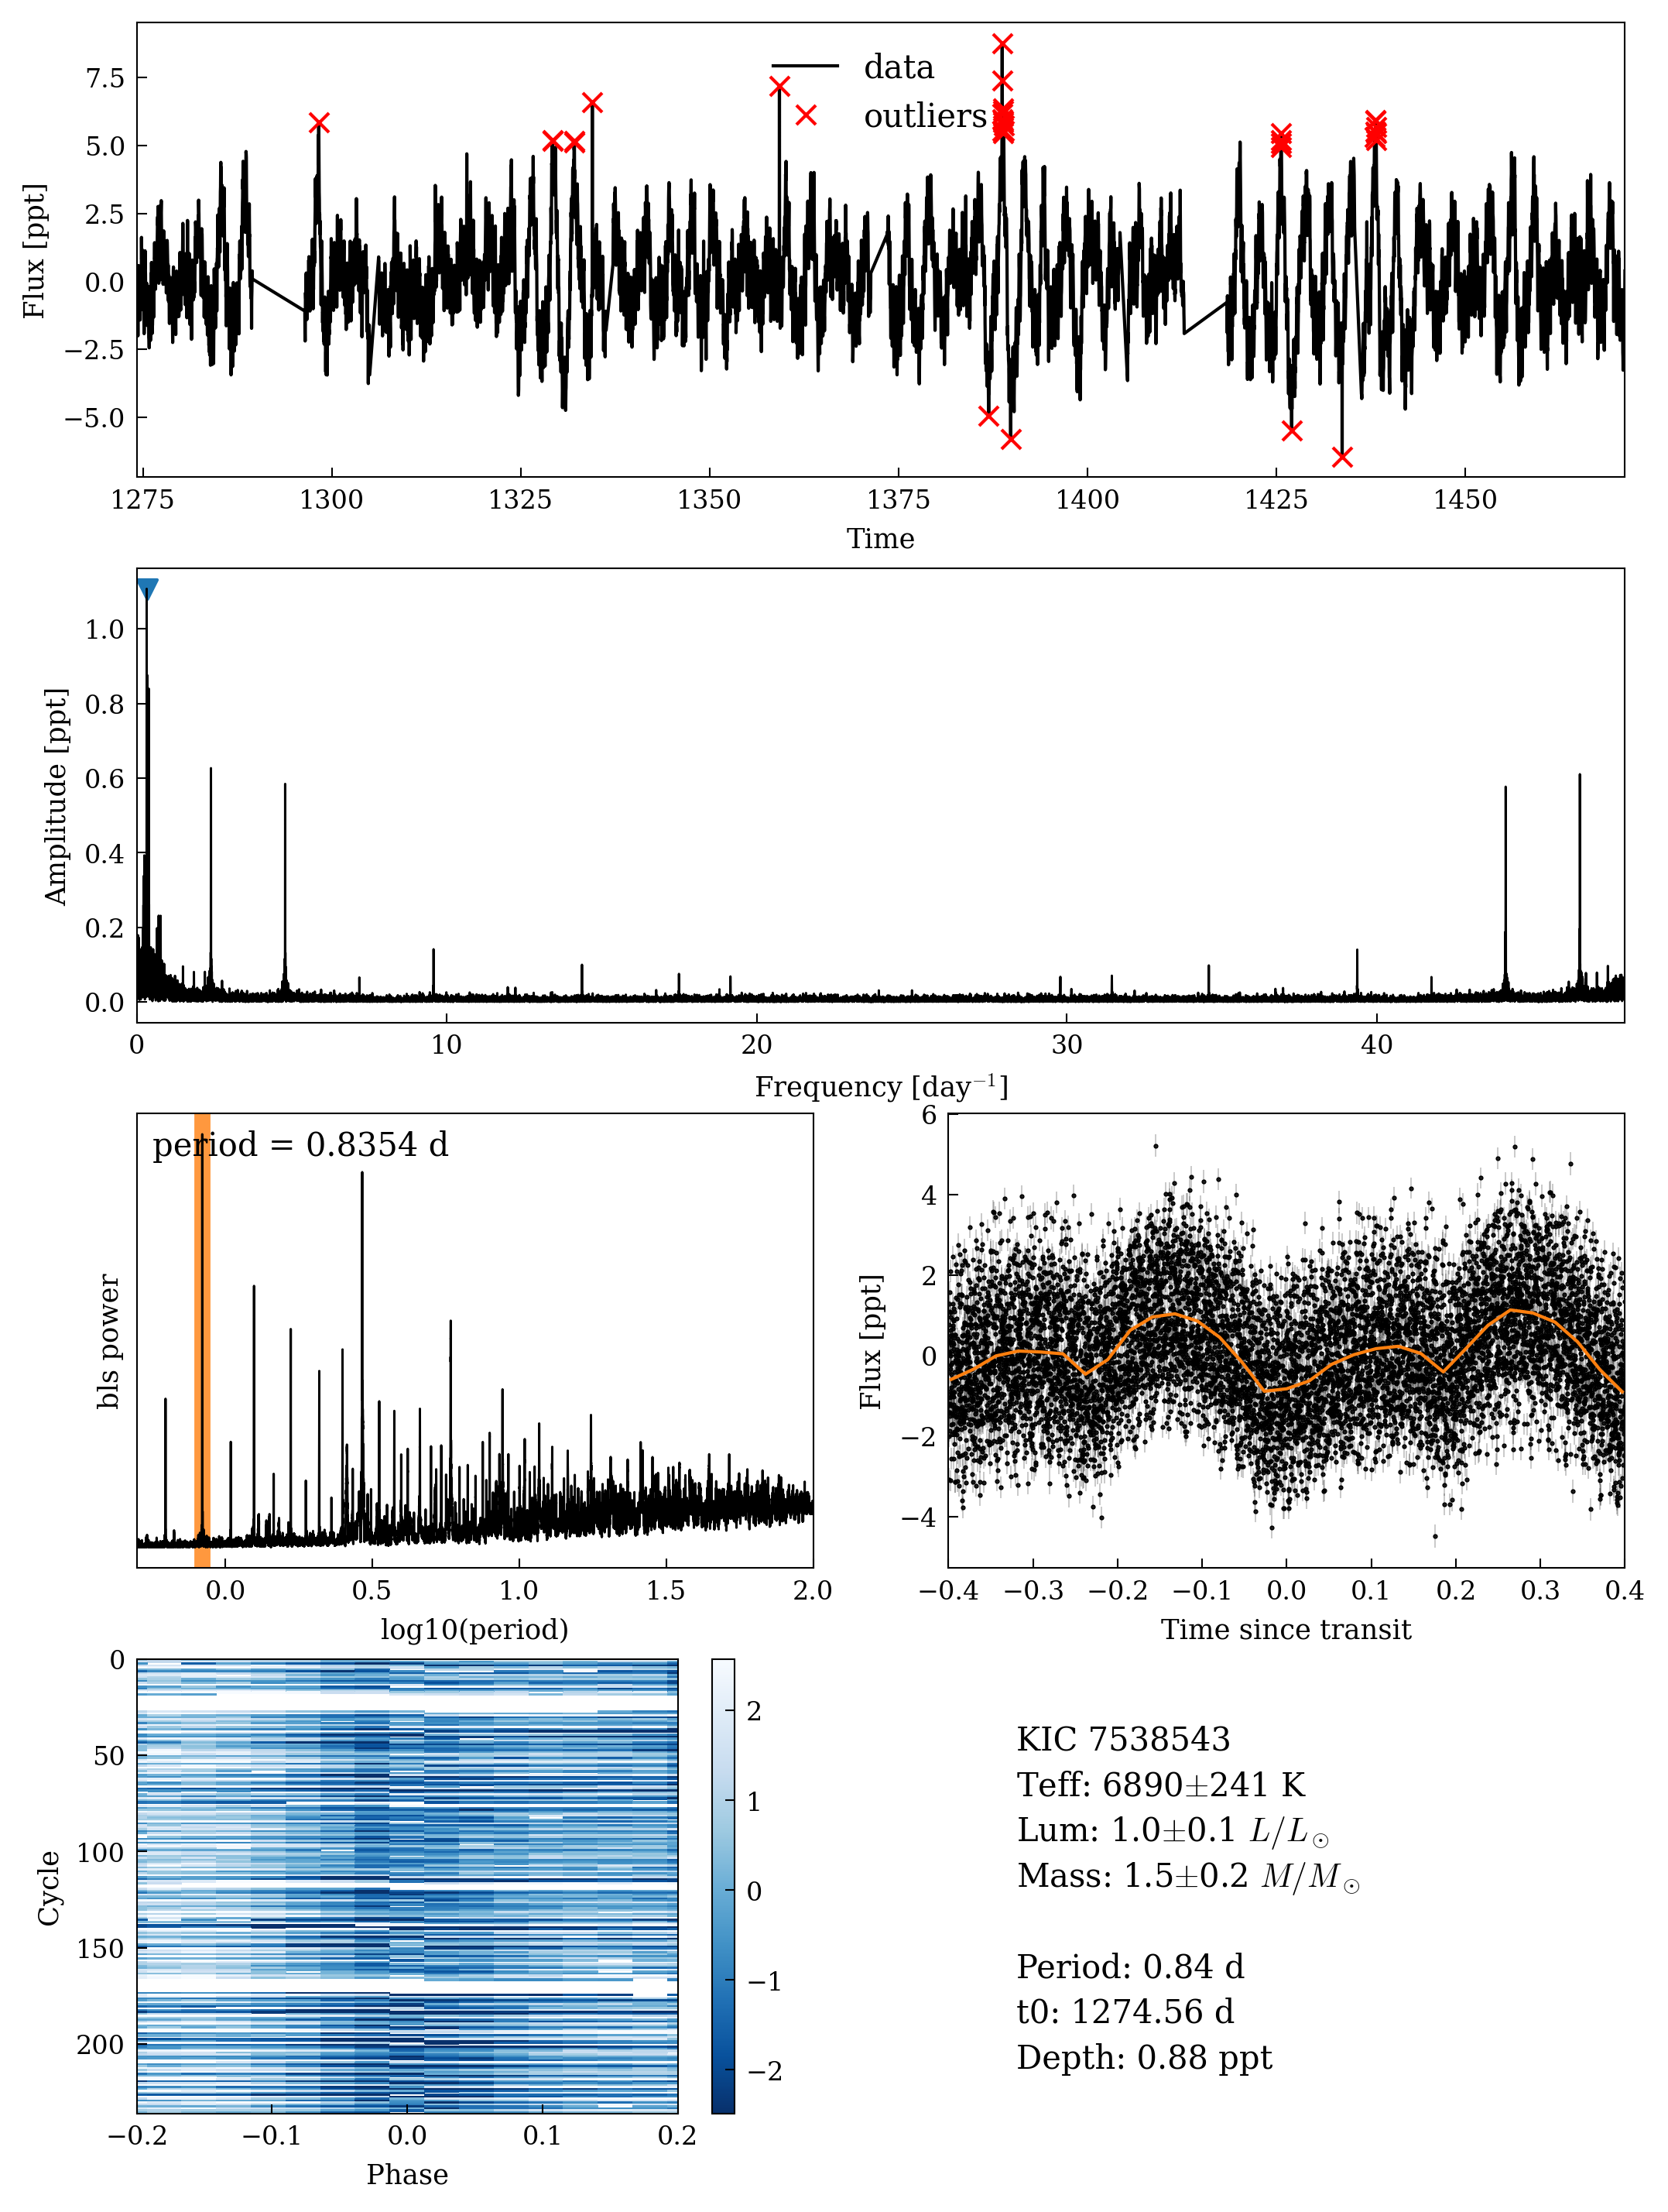 7.5
5.0
2.5
0.0
−2.5
−5.0
Flux [ppt]
data
outliers
1275 1300 1325 1350 1375 1400 1425 1450
Time
1.0
0.8
0.6
0.4
0.2
0.0
Amplitude [ppt]
0 10 20 30 40
Frequency [day⁻¹]
period = 0.8354 d
bls power
0.0 0.5 1.0 1.5 2.0
log10(period)
6
4
2
0
−2
−4
Flux [ppt]
−0.4 −0.3 −0.2 −0.1 0.0 0.1 0.2 0.3 0.4
Time since transit
0
50
100
150
200
Cycle
−0.2 −0.1 0.0 0.1 0.2
Phase
2
1
0
−1
−2
KIC 7538543
Teff: 6890±241 K
Lum: 1.0±0.1 L/L⊙
Mass: 1.5±0.2 M/M⊙
Period: 0.84 d
t0: 1274.56 d
Depth: 0.88 ppt